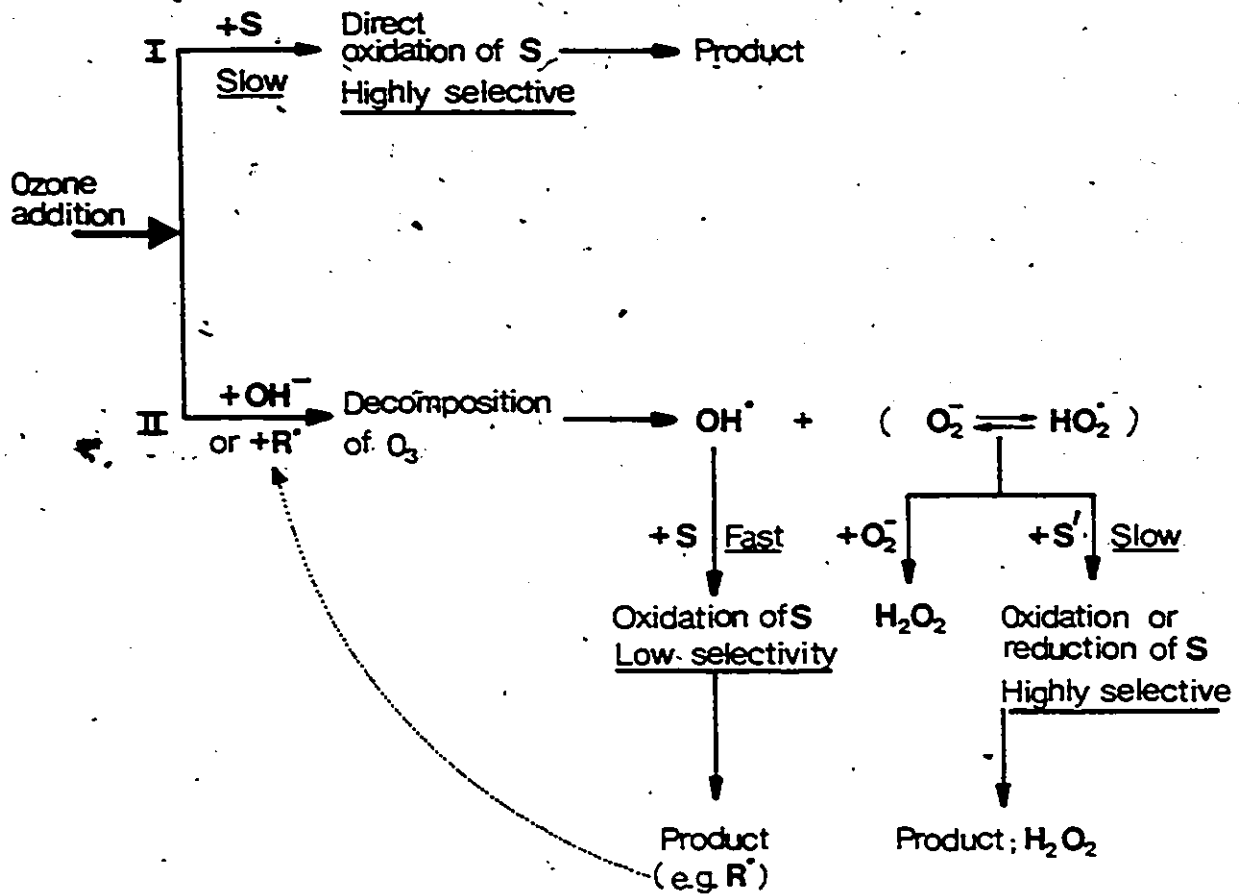 +S
I
Slow
Direct
oxidation of S
Highly selective
Product
Ozone
addition
+OH⁻
II
or +R•
Decomposition
of O₃
OH• + ( O₂⁻ ⇌ HO₂• )
+S Fast
+O₂⁻
+S' Slow
Oxidation of S
Low selectivity
H₂O₂
Oxidation or
reduction of S
Highly selective
Product
(e.g. R•)
Product; H₂O₂